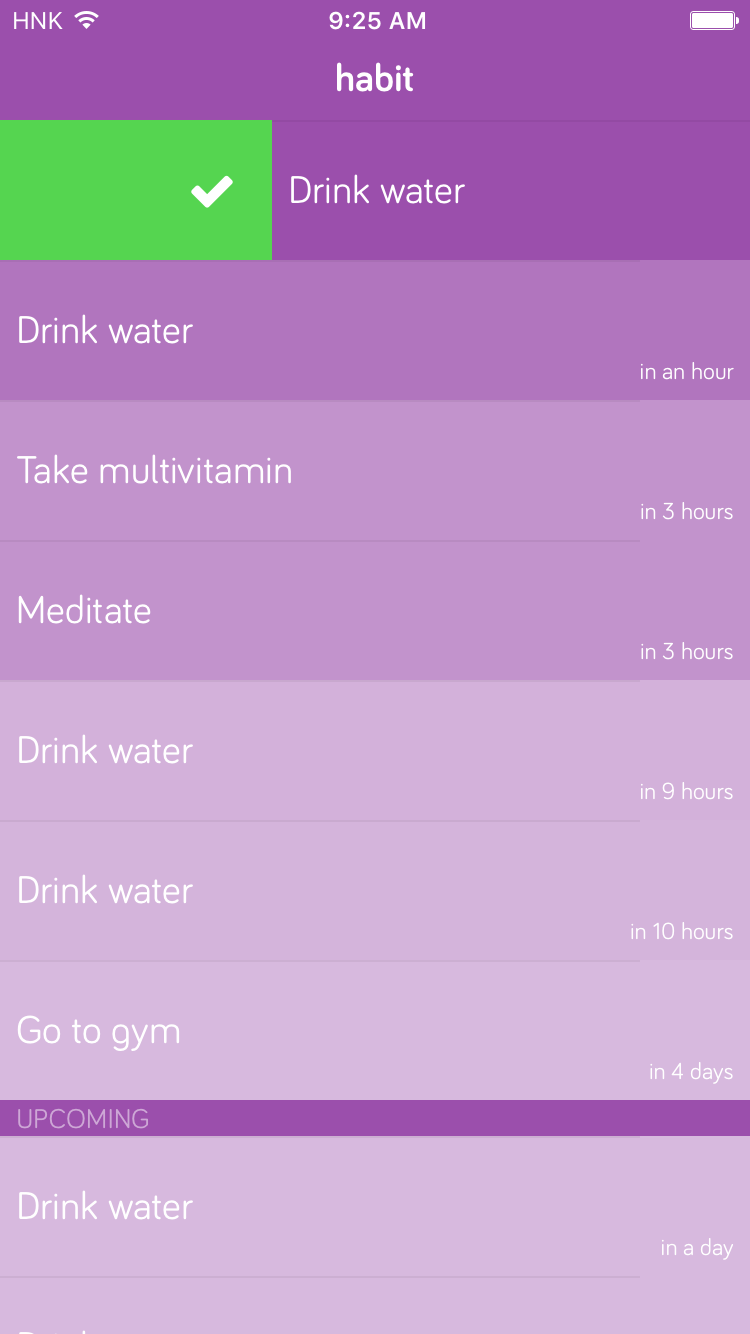 HNK 9:25 AM
habit
Drink water
Drink water
in an hour
Take multivitamin
in 3 hours
Meditate
in 3 hours
Drink water
in 9 hours
Drink water
in 10 hours
Go to gym
in 4 days
UPCOMING
Drink water
in a day